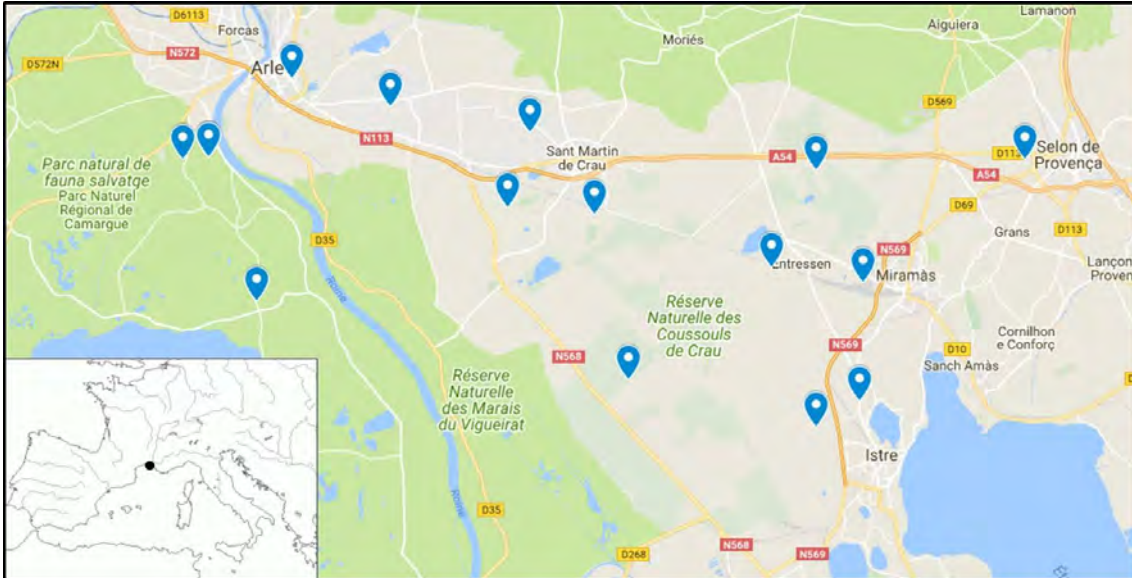 D6113
Forcas
N572
D572N
Arle
Moriés
Aiguiera
Lamanon
D569
N113
Sant Martin
de Crau
A54
D113
Selon de
Provença
A54
Parc natural de
fauna salvatge
Parc Naturel
Régional de
Camargue
D35
D69
Grans
D113
N569
Entressen
Miramàs
Lançon
Proven
Roine
Réserve
Naturelle des
Coussouls
de Crau
N568
N569
D10
Cornilhon
e Conforç
Sanch Amàs
Réserve
Naturelle
des Marais
du Vigueirat
Roine
Istre
D35
D268
N568
N569